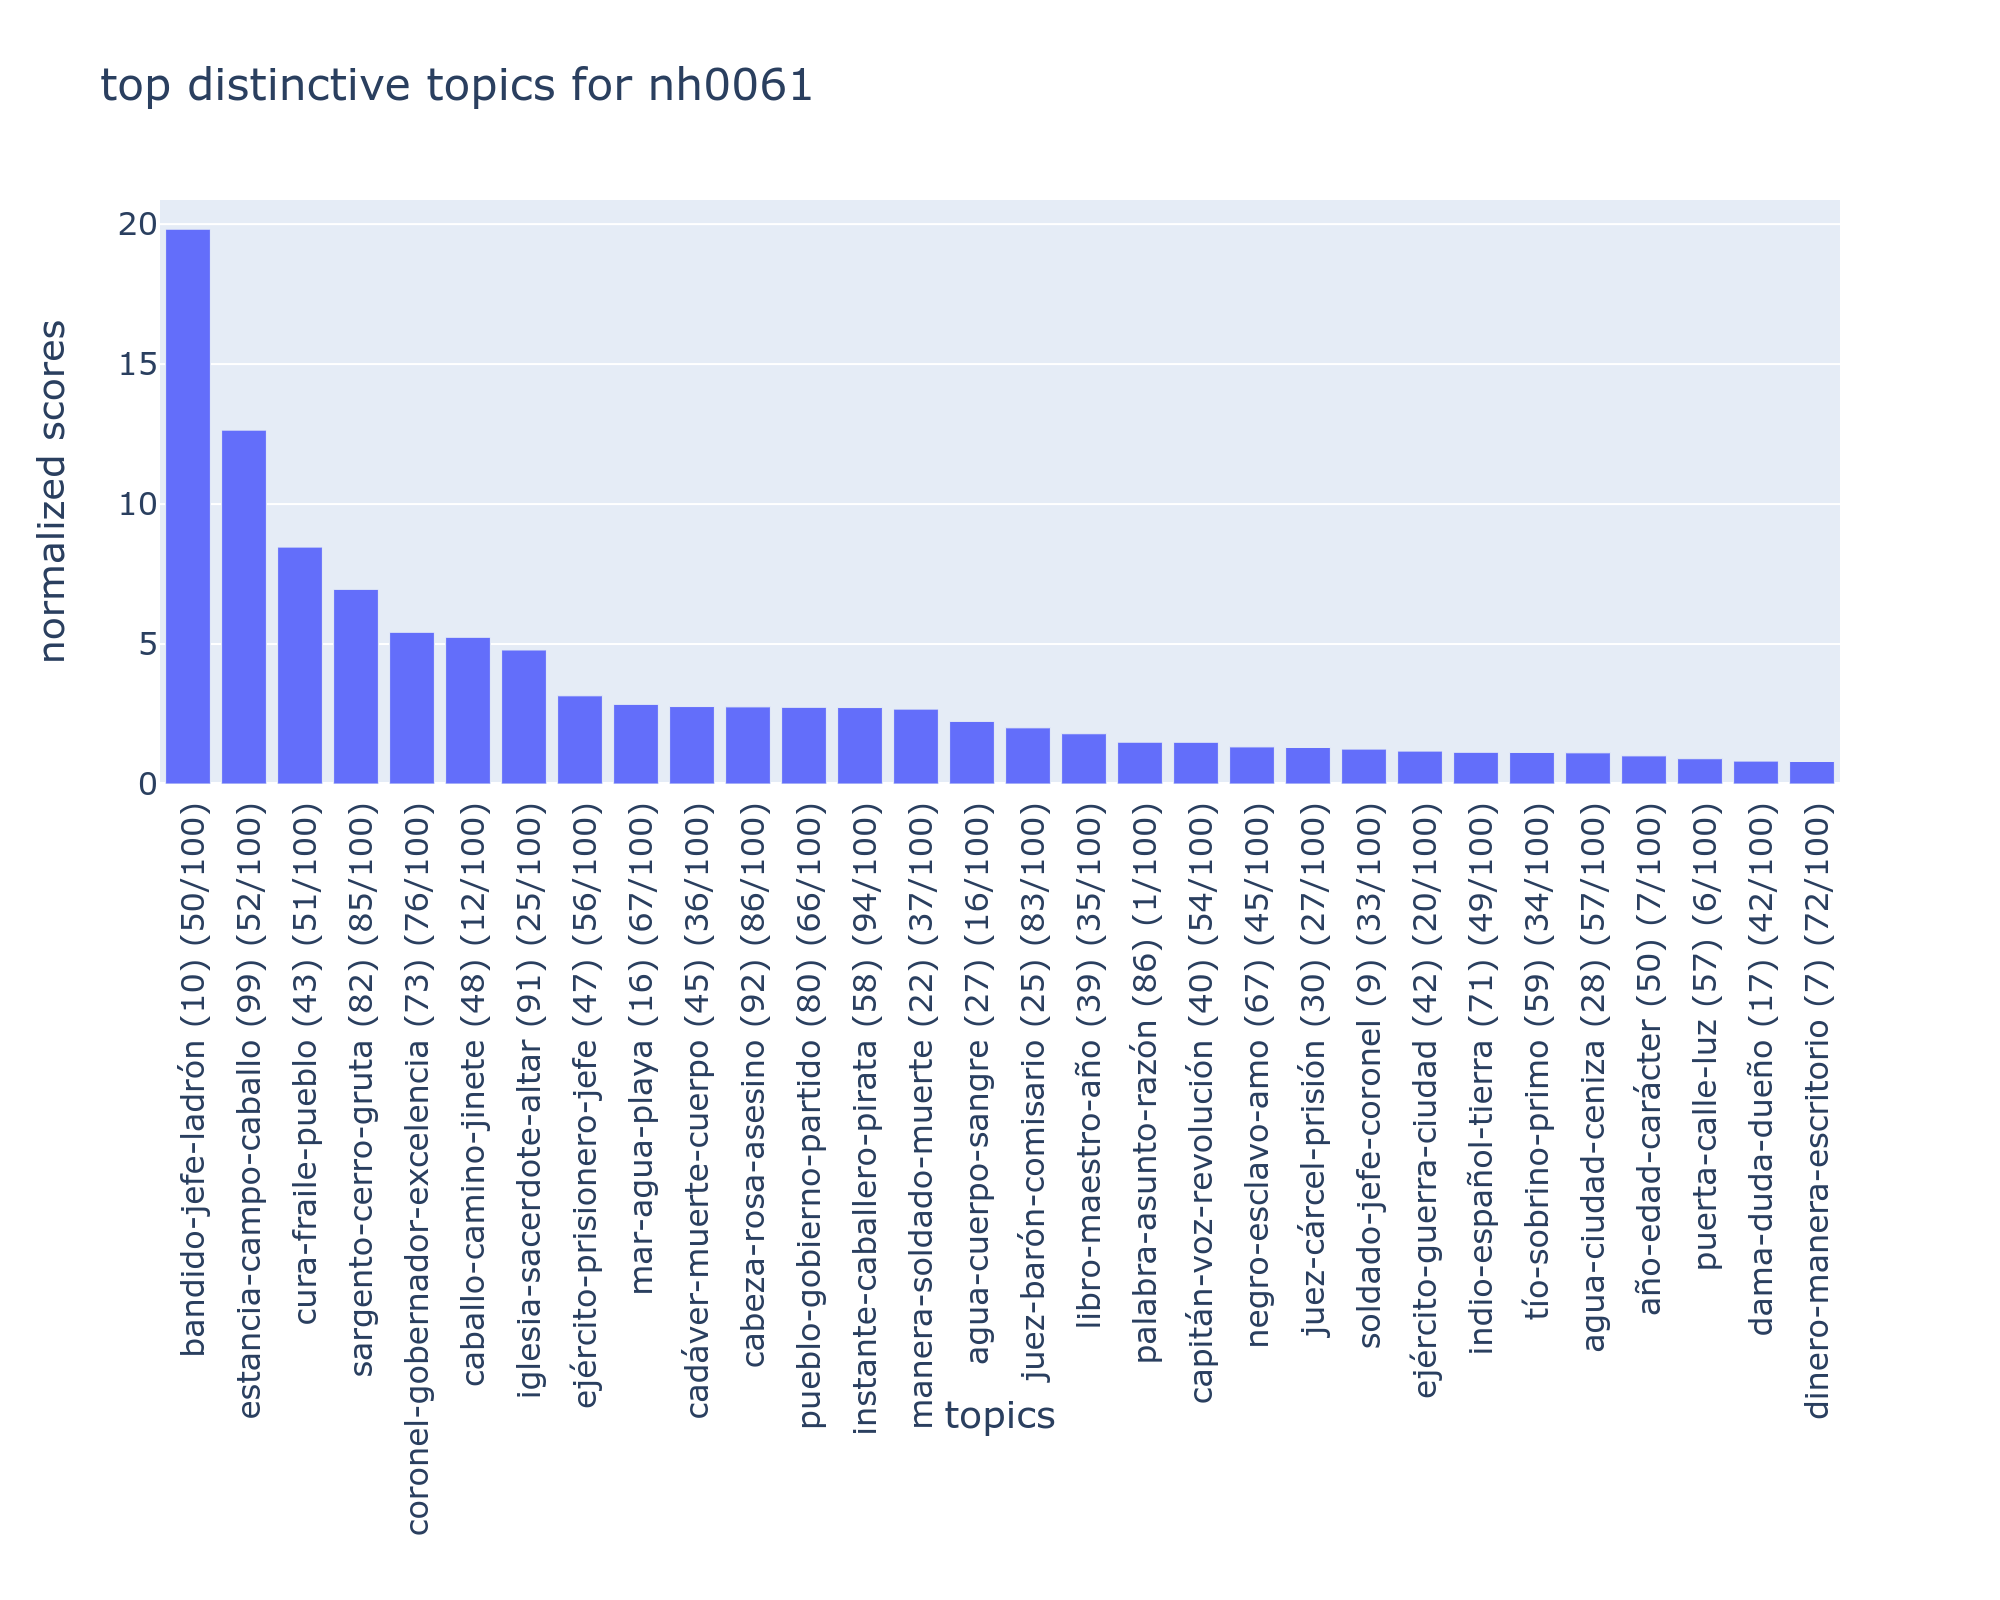 top distinctive topics for nh0061
normalized scores
20
15
10
5
0
bandido-jefe-ladrón (10) (50/100)
estancia-campo-caballo (99) (52/100)
cura-fraile-pueblo (43) (51/100)
sargento-cerro-gruta (82) (85/100)
coronel-gobernador-excelencia (73) (76/100)
caballo-camino-jinete (48) (12/100)
iglesia-sacerdote-altar (91) (25/100)
ejército-prisionero-jefe (47) (56/100)
mar-agua-playa (16) (67/100)
cadáver-muerte-cuerpo (45) (36/100)
cabeza-rosa-asesino (92) (86/100)
pueblo-gobierno-partido (80) (66/100)
instante-caballero-pirata (58) (94/100)
manera-soldado-muerte (22) (37/100)
agua-cuerpo-sangre (27) (16/100)
juez-barón-comisario (25) (83/100)
libro-maestro-año (39) (35/100)
palabra-asunto-razón (86) (1/100)
capitán-voz-revolución (40) (54/100)
negro-esclavo-amo (67) (45/100)
juez-cárcel-prisión (30) (27/100)
soldado-jefe-coronel (9) (33/100)
ejército-guerra-ciudad (42) (20/100)
indio-español-tierra (71) (49/100)
tío-sobrino-primo (59) (34/100)
agua-ciudad-ceniza (28) (57/100)
año-edad-carácter (50) (7/100)
puerta-calle-luz (57) (6/100)
dama-duda-dueño (17) (42/100)
dinero-manera-escritorio (7) (72/100)
topics